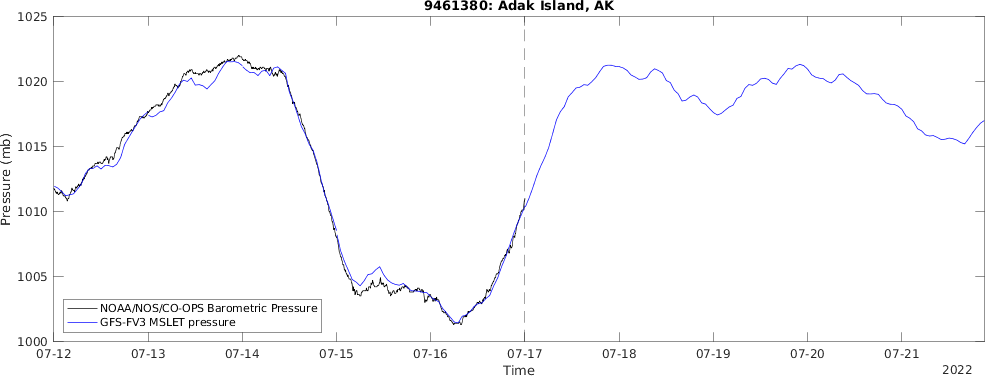 9461380: Adak Island, AK
Pressure (mb)
1025
1020
1015
1010
1005
1000
NOAA/NOS/CO-OPS Barometric Pressure
GFS-FV3 MSLET pressure
07-12 07-13 07-14 07-15 07-16 07-17 07-18 07-19 07-20 07-21
Time
2022